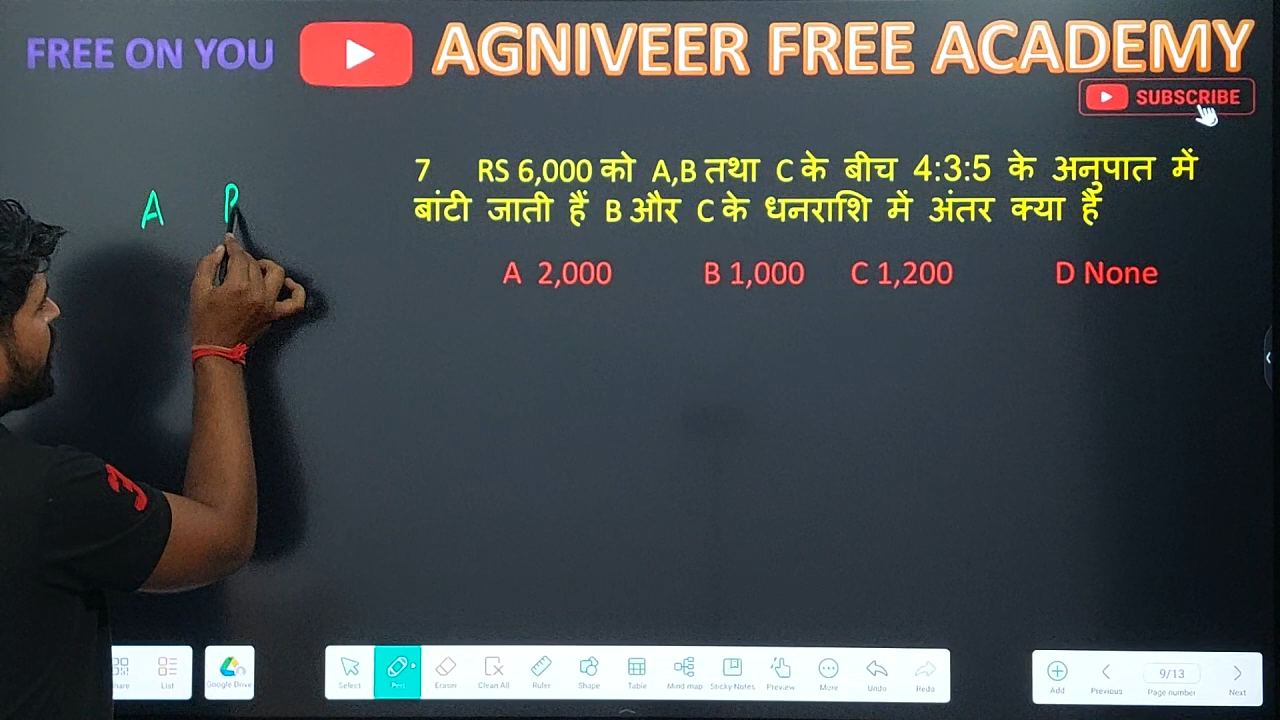 FREE ON YOU
AGNIVEER FREE ACADEMY
SUBSCRIBE
7 RS 6,000 को A,B तथा C के बीच 4:3:5 के अनुपात में
बांटी जाती हैं B और C के धनराशि में अंतर क्या है
A 2,000 B 1,000 C 1,200 D None
A
List
Google Drive
Select
Pen
Eraser
Clean All
Ruler
Shape
Table
Mind map
Sticky Notes
Preview
More
Undo
Redo
Add
Previous
9/13
Page number
Next